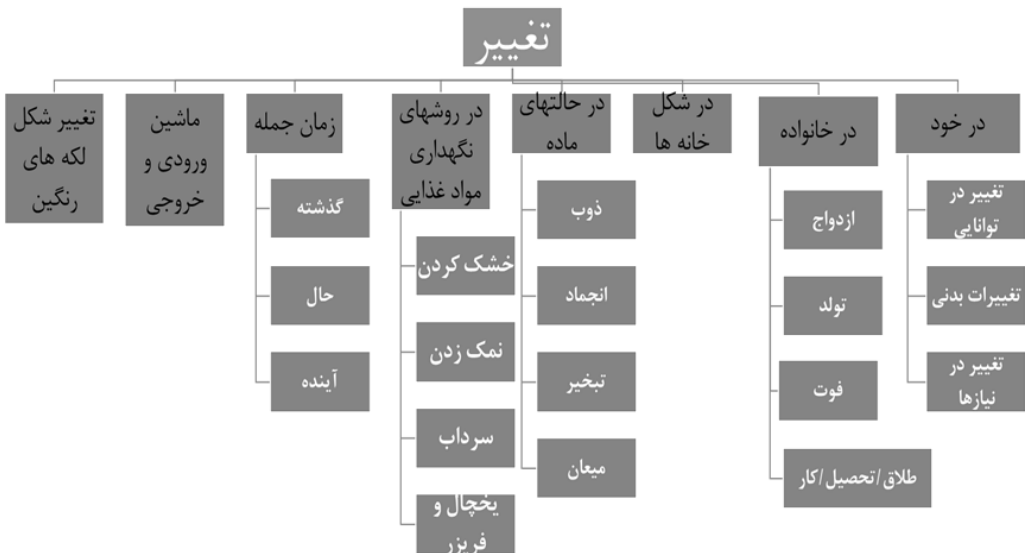 تغییر
در خود
تغییر در
توانایی
تغییرات بدنی
تغییر در
نیازها
در خانواده
ازدواج
تولد
فوت
طلاق/تحصیل/کار
در شکل
خانه ها
در حالتهای
ماده
ذوب
انجماد
تبخیر
میعان
در روشهای
نگهداری
مواد غذایی
خشک کردن
نمک زدن
سرداب
یخچال و
فریزر
زمان جمله
گذشته
حال
آینده
ماشین
ورودی و
خروجی
تغییر شکل
لکه های
رنگین